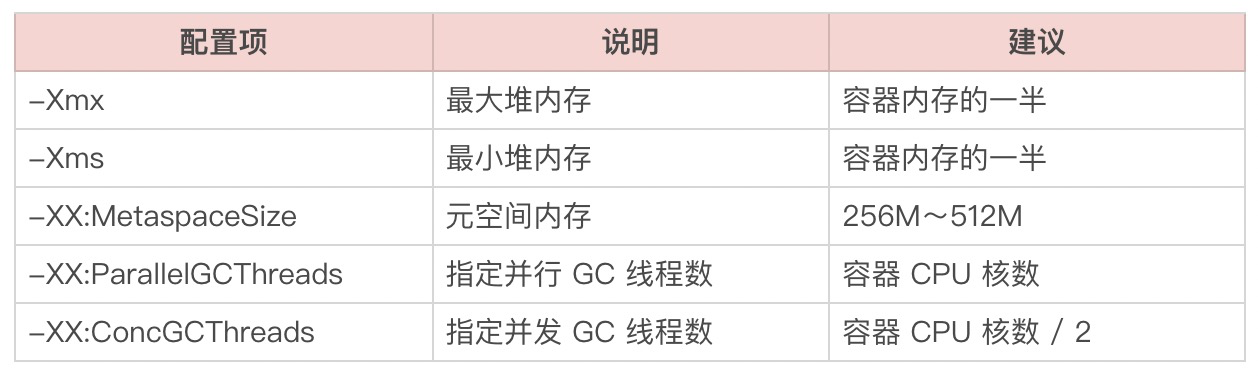 配置项 说明 建议
–Xmx 最大堆内存 容器内存的一半
–Xms 最小堆内存 容器内存的一半
–XX:MetaspaceSize 元空间内存 256M～512M
–XX:ParallelGCThreads 指定并行 GC 线程数 容器 CPU 核数
–XX:ConcGCThreads 指定并发 GC 线程数 容器 CPU 核数 / 2